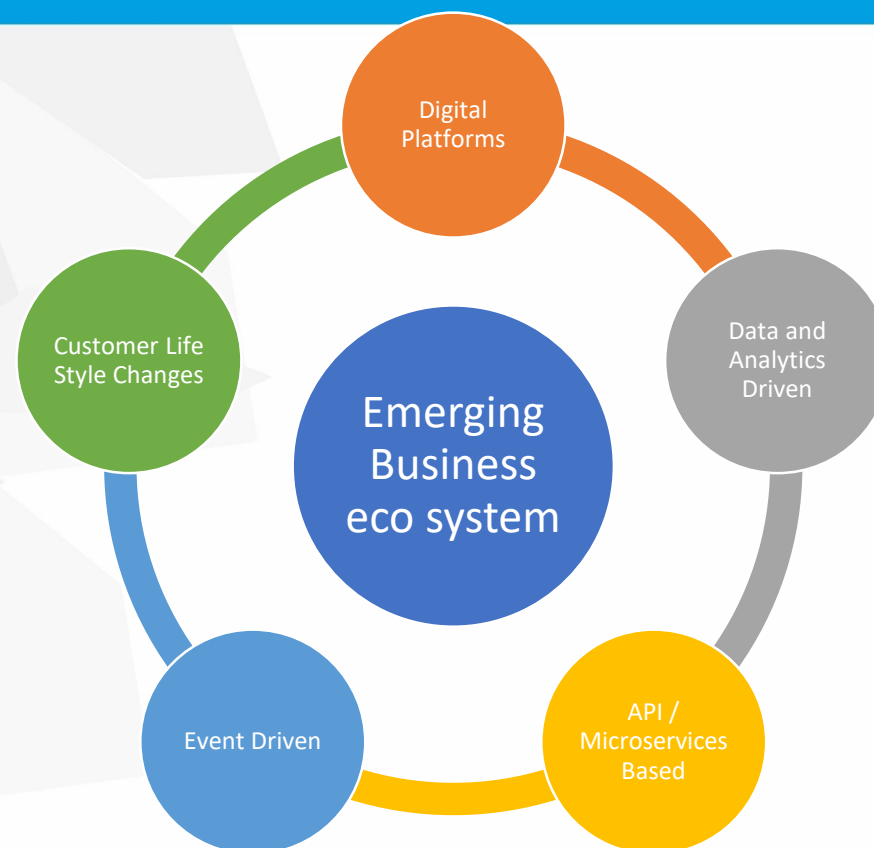 Digital
Platforms
Data and
Analytics
Driven
API /
Microservices
Based
Event Driven
Customer Life
Style Changes
Emerging
Business
eco system